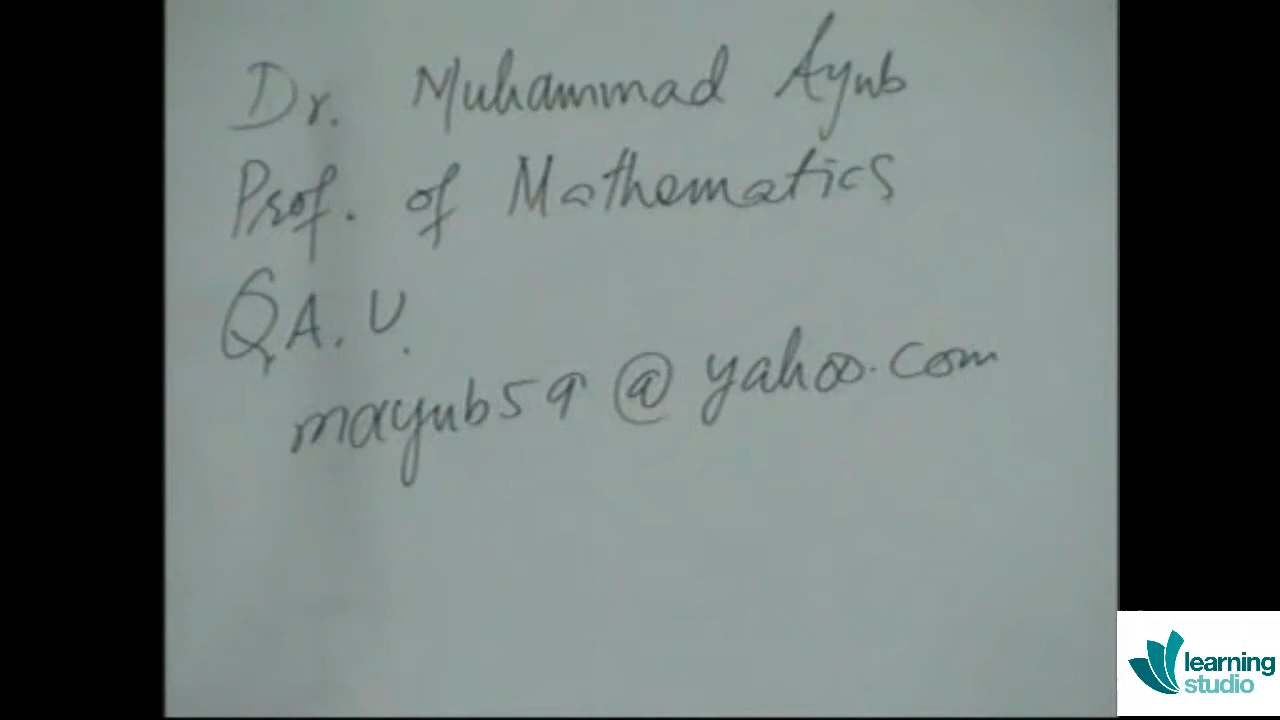 Dr. Muhammad Ayub
Prof. of Mathematics
Q.A.U.
mayub59@yahoo.com
learning
studio